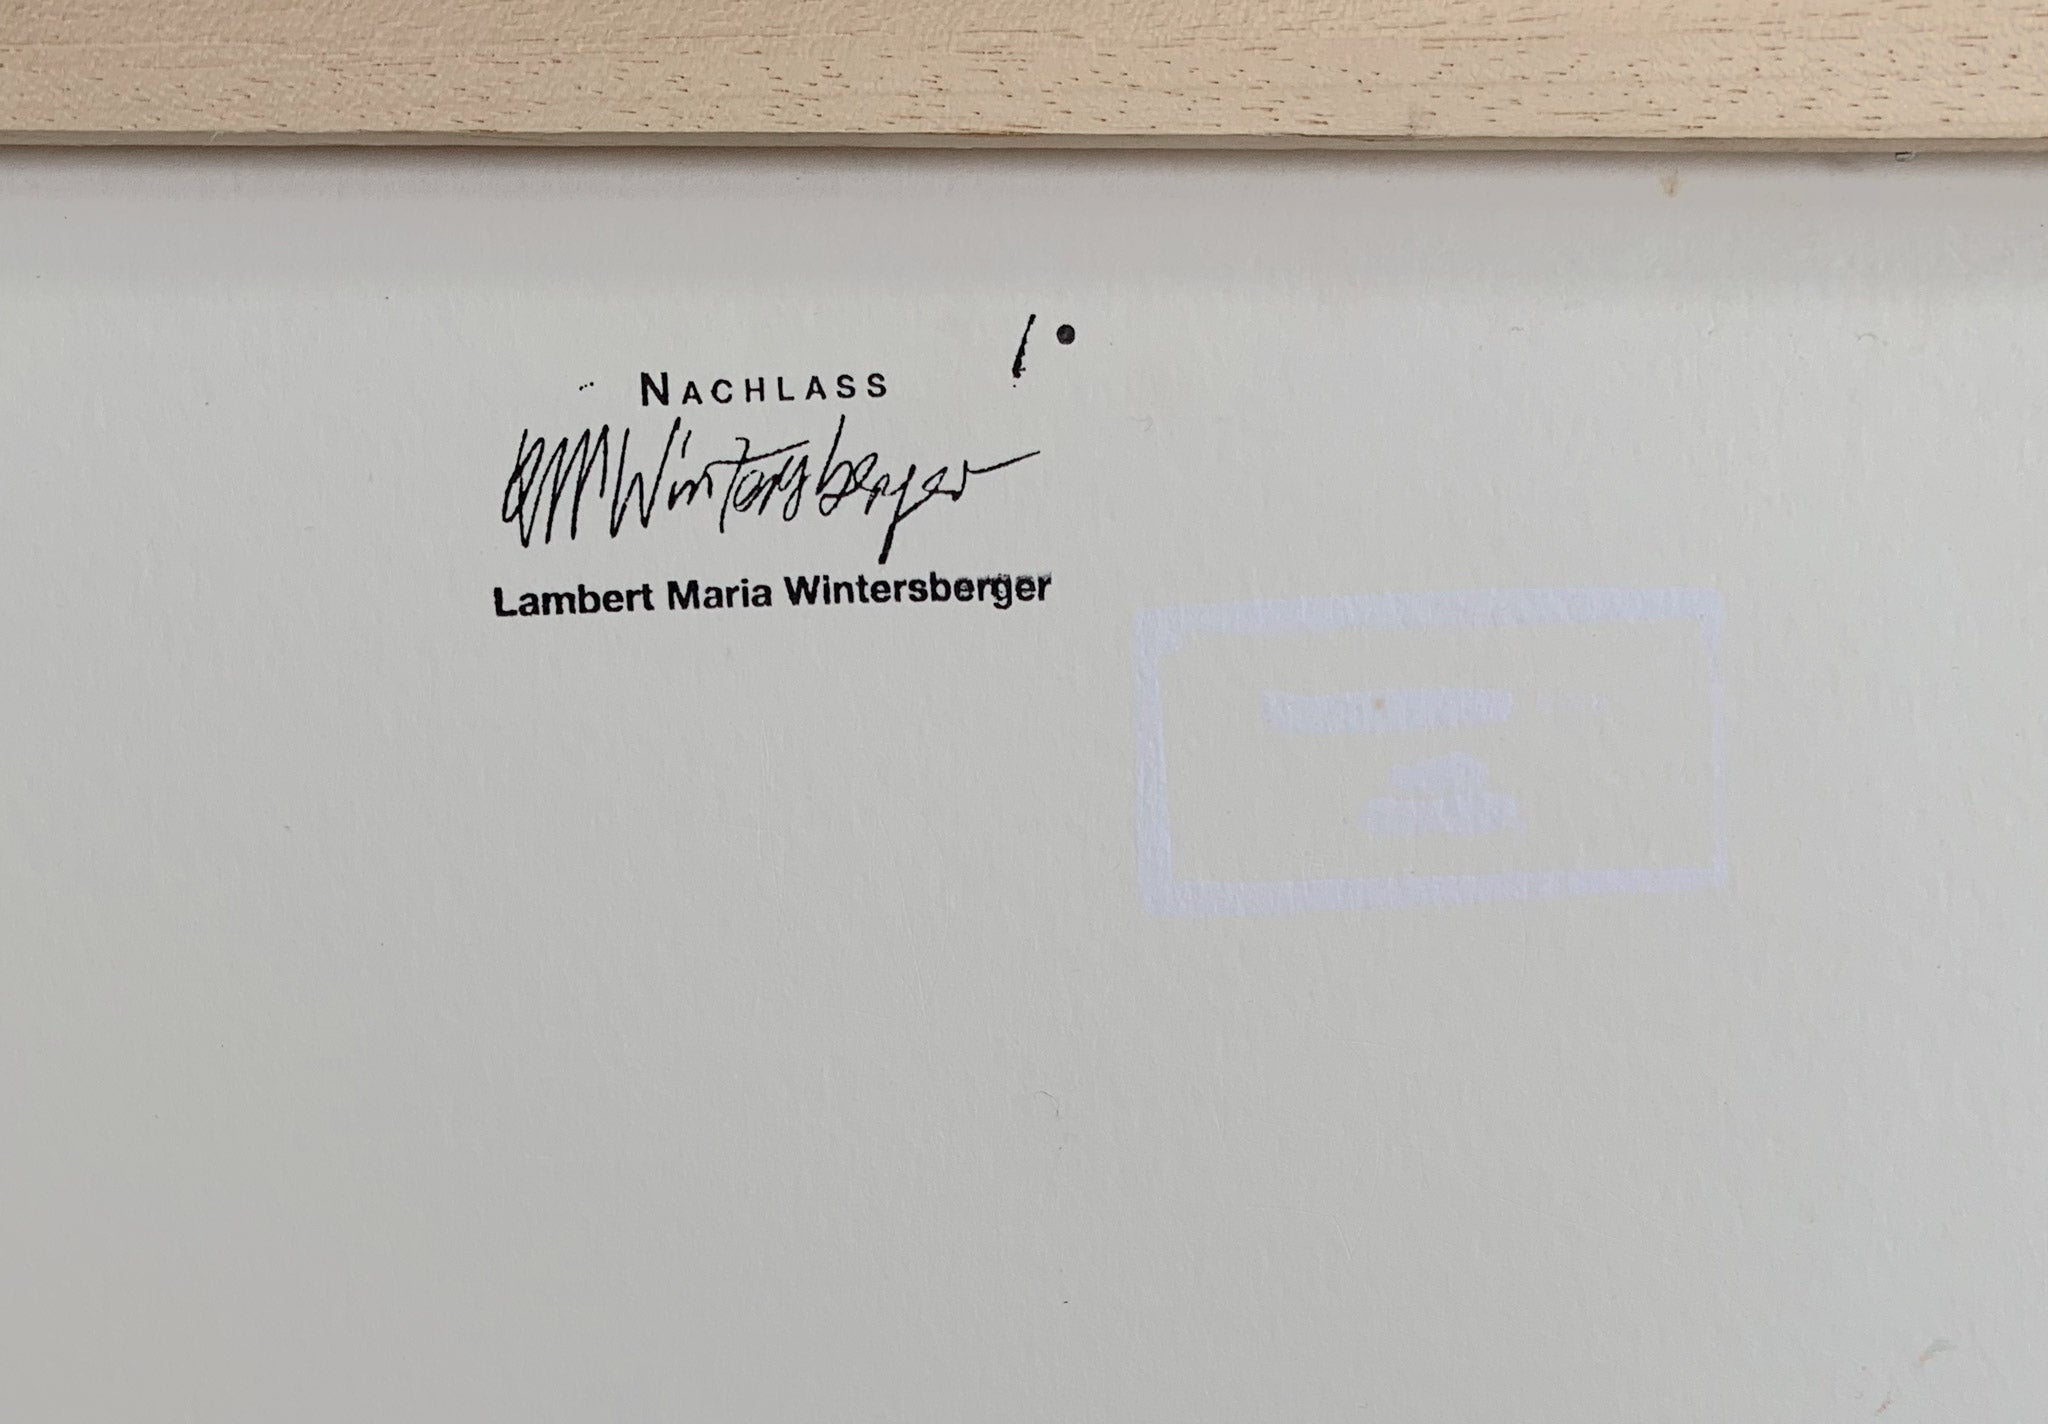 NACHLASS
LMWintersberger
Lambert Maria Wintersberger